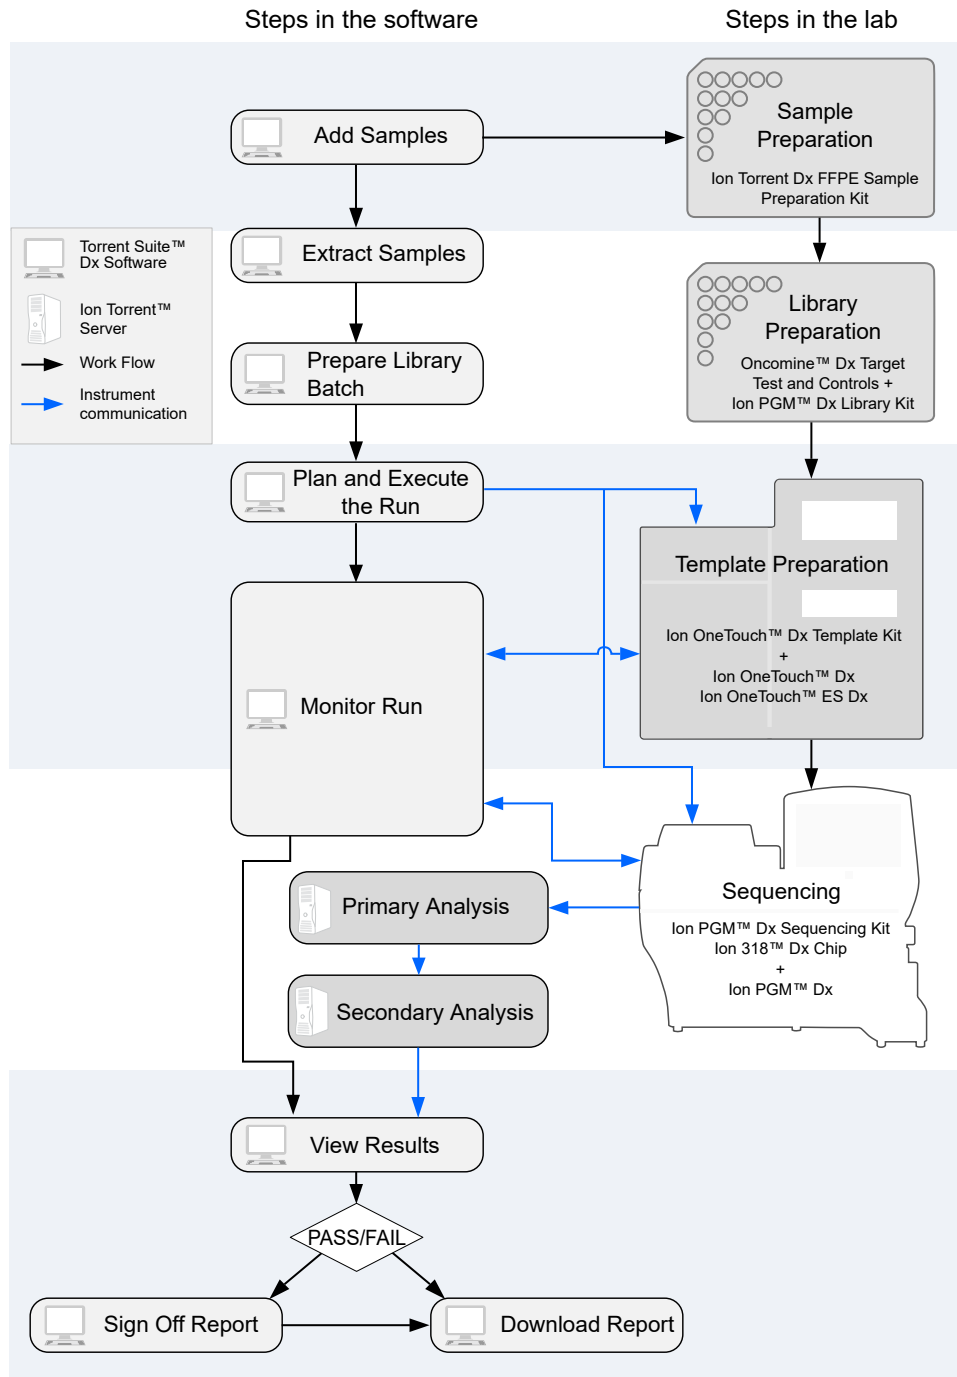 Steps in the software
Steps in the lab
Add Samples
Sample
Preparation
Ion Torrent Dx FFPE Sample
Preparation Kit
Torrent Suite™
Dx Software
Ion Torrent™
Server
Work Flow
Instrument
communication
Extract Samples
Library
Preparation
Oncomine™ Dx Target
Test and Controls +
Ion PGM™ Dx Library Kit
Prepare Library
Batch
Plan and Execute
the Run
Template Preparation
Ion OneTouch™ Dx Template Kit
+
Ion OneTouch™ Dx
Ion OneTouch™ ES Dx
Monitor Run
Sequencing
Ion PGM™ Dx Sequencing Kit
Ion 318™ Dx Chip
+
Ion PGM™ Dx
Primary Analysis
Secondary Analysis
View Results
PASS/FAIL
Sign Off Report
Download Report